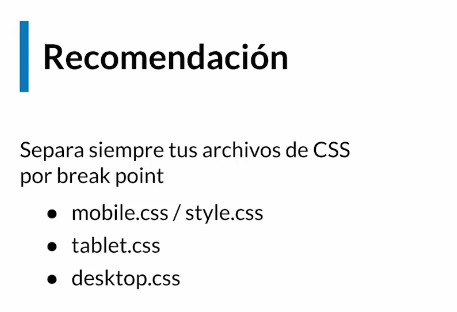 Recomendación
Separa siempre tus archivos de CSS
por break point
● mobile.css / style.css
● tablet.css
● desktop.css